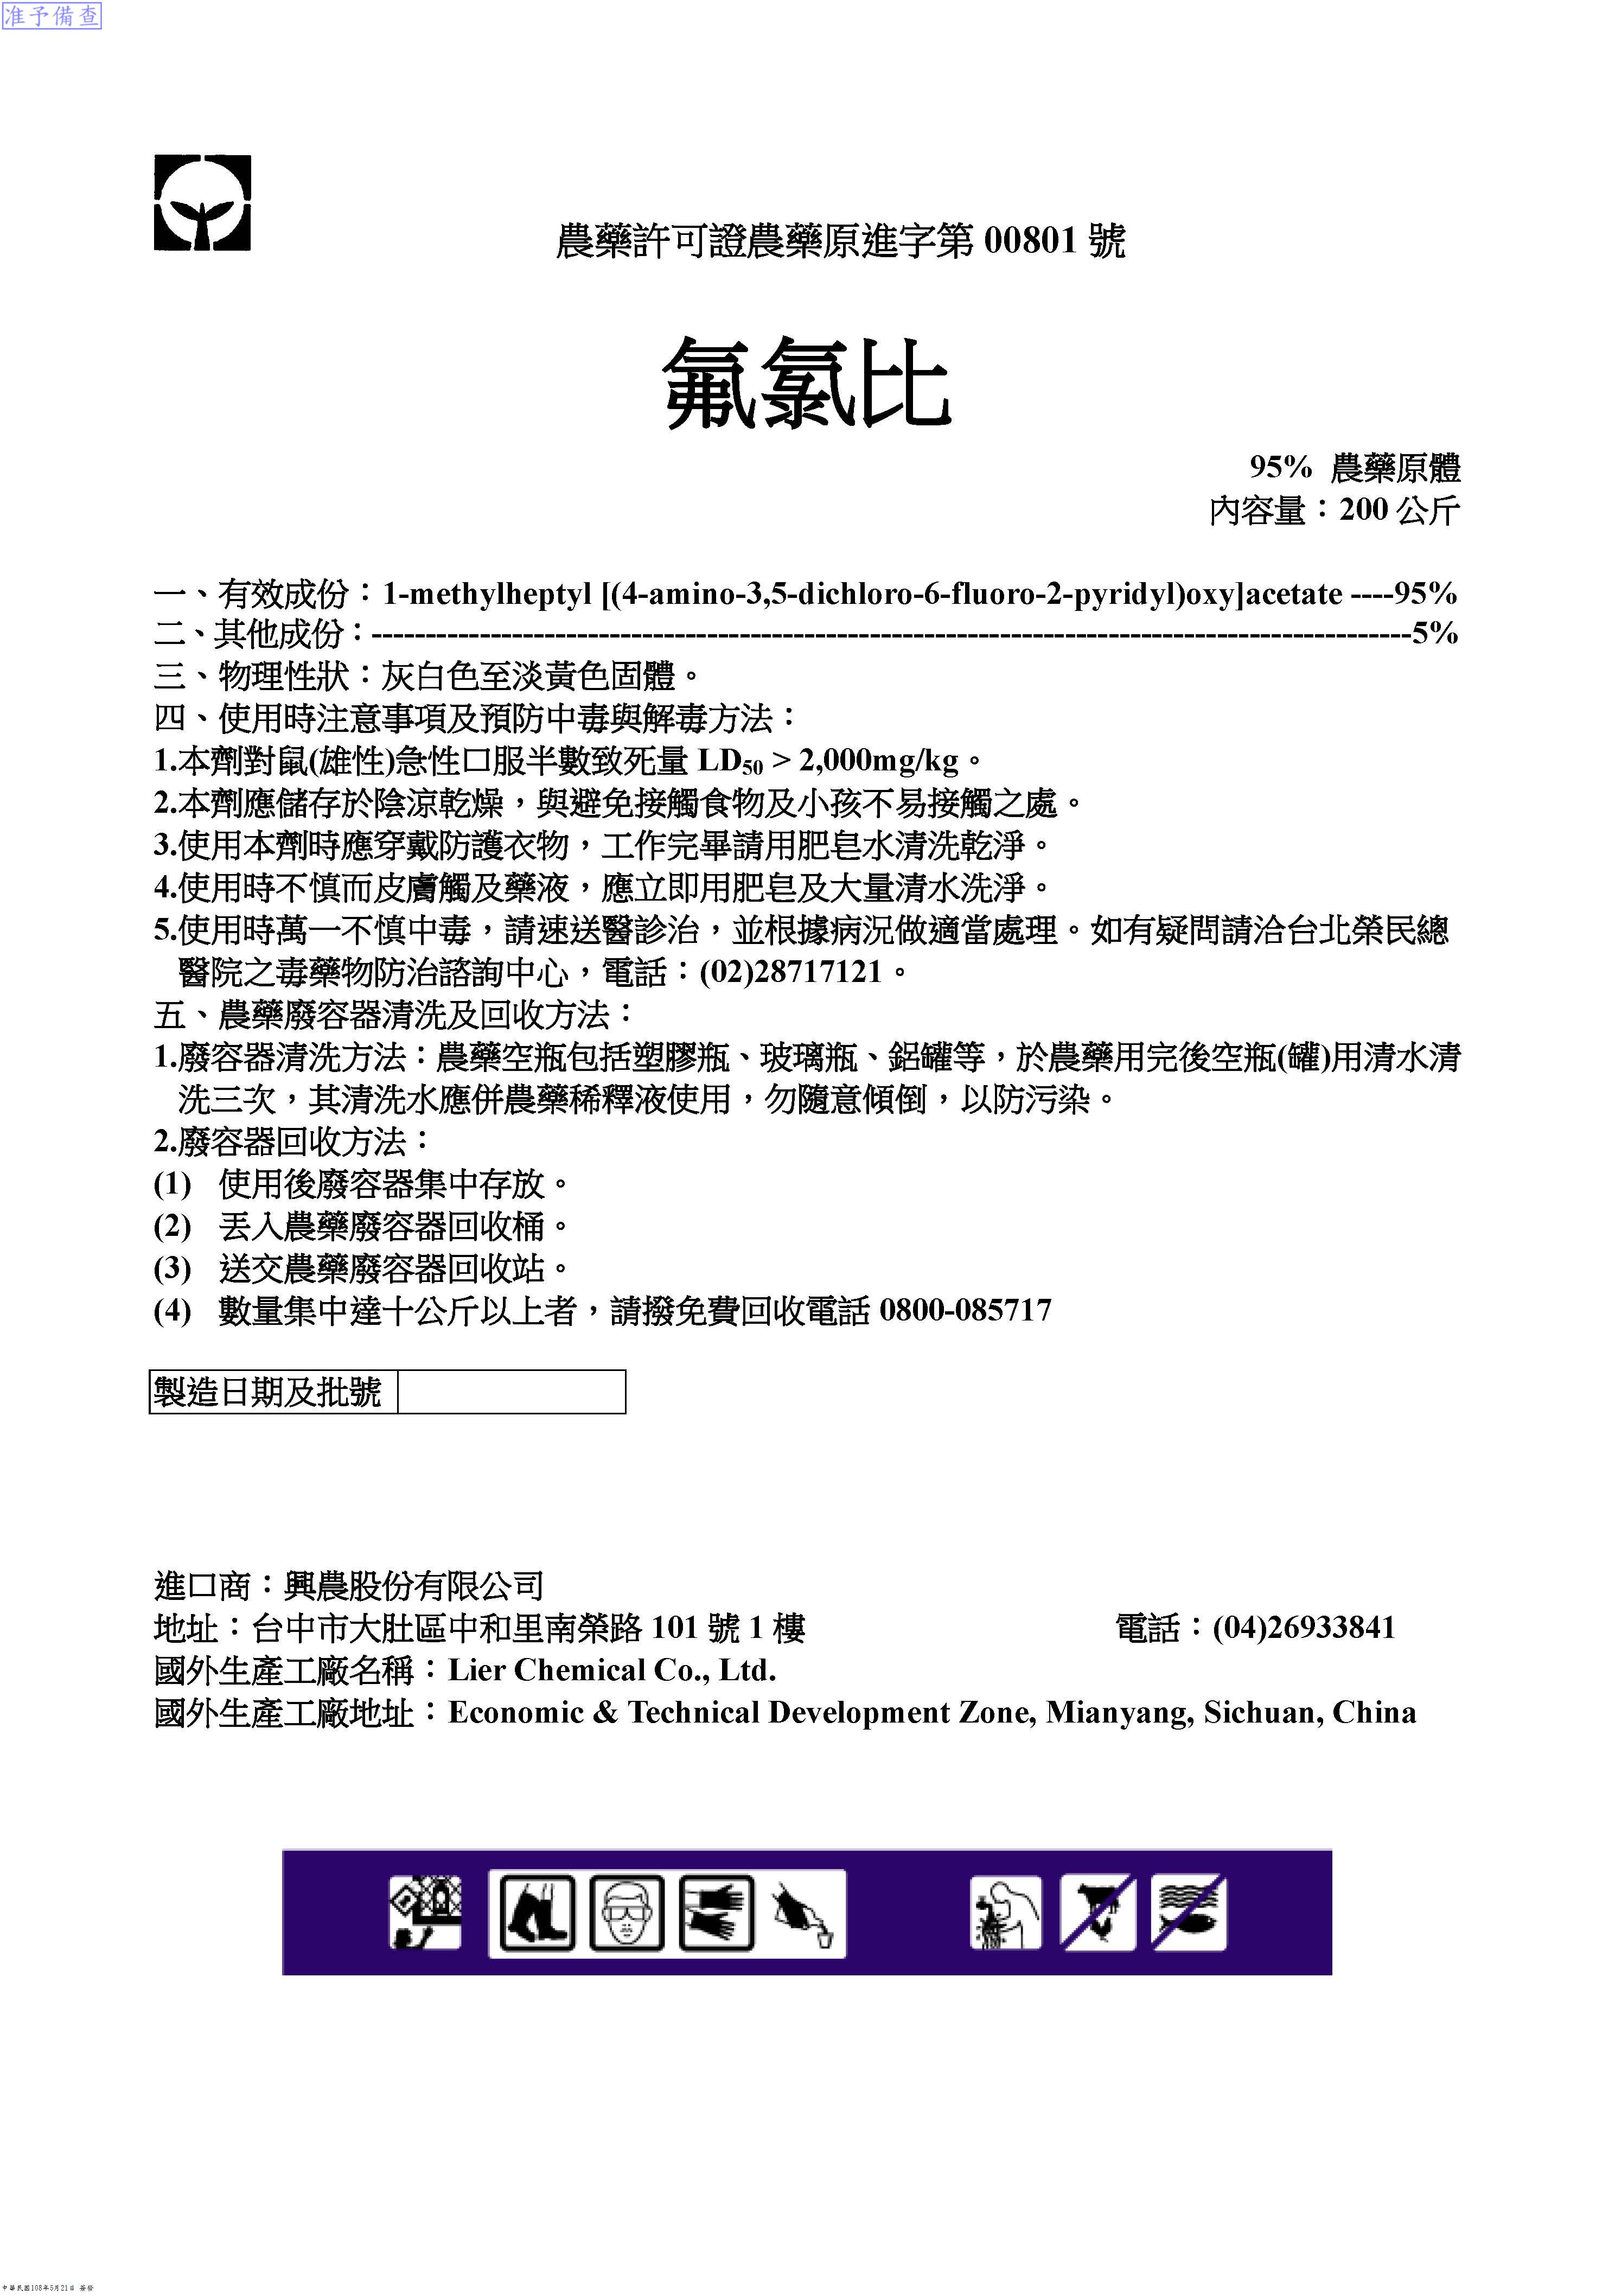 准予備查
農藥許可證農藥原進字第 00801 號
氟氯比
95% 農藥原體
內容量：200 公斤
一、有效成份：1-methylheptyl [(4-amino-3,5-dichloro-6-fluoro-2-pyridyl)oxy]acetate ----95%
二、其他成份：------------------------------------------------------------------------------------------------5%
三、物理性狀：灰白色至淡黃色固體。
四、使用時注意事項及預防中毒與解毒方法：
1.本劑對鼠(雄性)急性口服半數致死量 LD₅₀ > 2,000mg/kg。
2.本劑應儲存於陰涼乾燥，與避免接觸食物及小孩不易接觸之處。
3.使用本劑時應穿戴防護衣物，工作完畢請用肥皂水清洗乾淨。
4.使用時不慎而皮膚觸及藥液，應立即用肥皂及大量清水洗淨。
5.使用時萬一不慎中毒，請速送醫診治，並根據病況做適當處理。如有疑問請洽台北榮民總
醫院之毒藥物防治諮詢中心，電話：(02)28717121。
五、農藥廢容器清洗及回收方法：
1.廢容器清洗方法：農藥空瓶包括塑膠瓶、玻璃瓶、鋁罐等，於農藥用完後空瓶(罐)用清水清
洗三次，其清洗水應併農藥稀釋液使用，勿隨意傾倒，以防污染。
2.廢容器回收方法：
(1) 使用後廢容器集中存放。
(2) 丟入農藥廢容器回收桶。
(3) 送交農藥廢容器回收站。
(4) 數量集中達十公斤以上者，請撥免費回收電話 0800-085717
製造日期及批號
進口商：興農股份有限公司
地址：台中市大肚區中和里南榮路 101 號 1 樓 電話：(04)26933841
國外生產工廠名稱：Lier Chemical Co., Ltd.
國外生產工廠地址：Economic & Technical Development Zone, Mianyang, Sichuan, China
中華民國108年5月21日 簽發